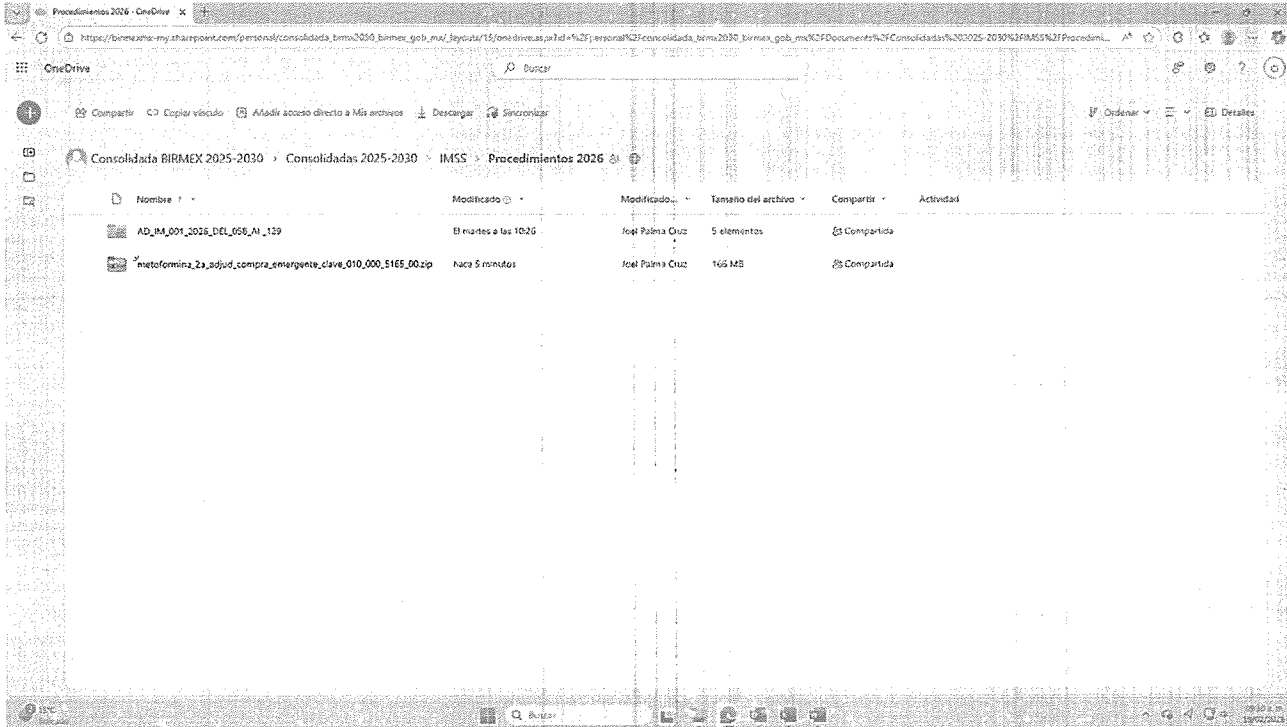 Procedimientos 2026 - OneDrive
OneDrive
Buscar
Compartir Copiar vínculo Añadir acceso directo a Mis archivos Descargar Sincronizar Ordenar Detalles
Consolidada BIRMEX 2025-2030 > Consolidadas 2025-2030 > IMSS > Procedimientos 2026
Nombre Modificado Modificado... Tamaño del archivo Compartir Actividad
El martes a las 10:26 Joel Palma Cruz 5 elementos Compartida
metoformina_2a_adjud_compra_emergente_clave_010_000_5165_00.zip hace 5 minutos Joel Palma Cruz 166 MB Compartida
Buscar